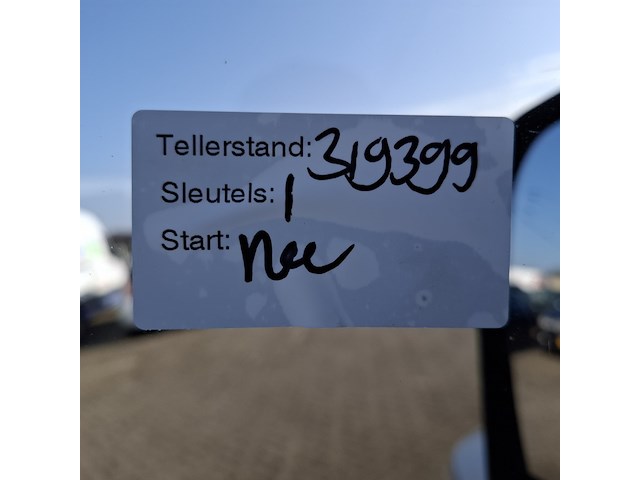 Tellerstand: 319399
Sleutels: 1
Start: nee